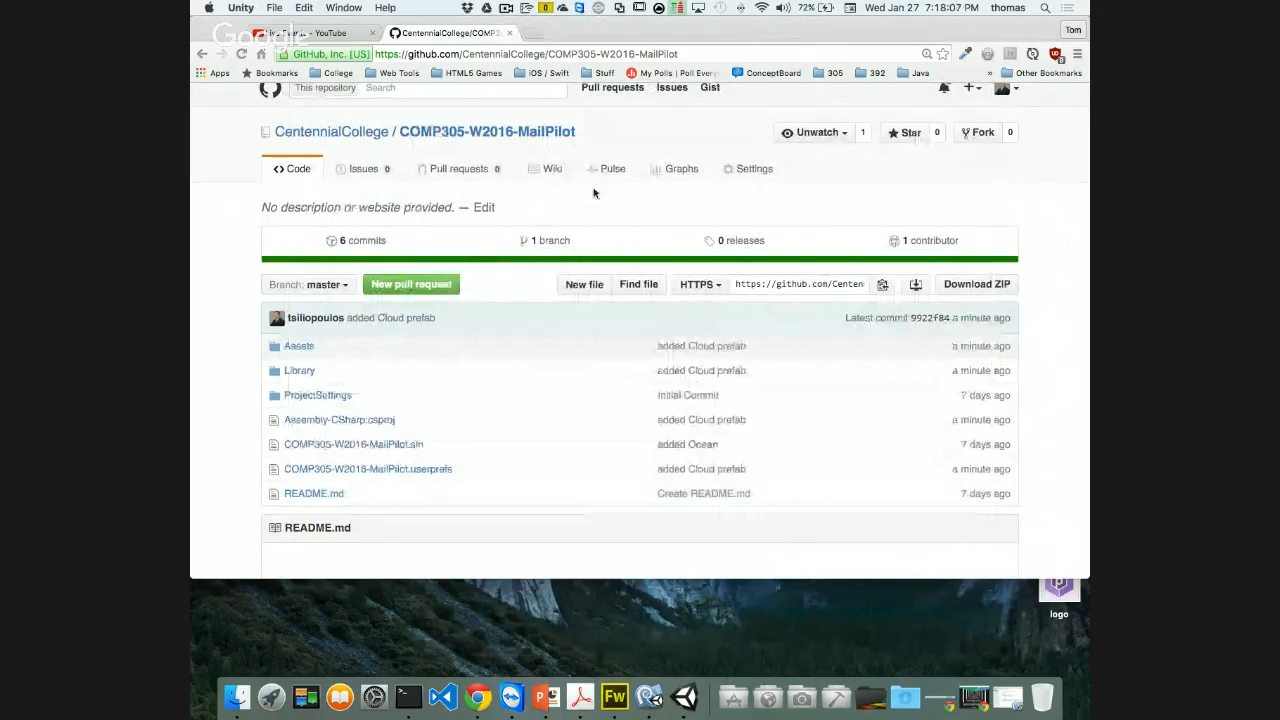 Unity File Edit Window Help 0 72% Wed Jan 27 7:18:07 PM thomas
Google
Live Events - YouTube CentennialCollege/COMP3 Tom
GitHub, Inc. [US] https://github.com/CentennialCollege/COMP305-W2016-MailPilot
Apps Bookmarks College Web Tools HTML5 Games iOS / Swift Stuff My Polls | Poll Every ConceptBoard 305 392 Java » Other Bookmarks
This repository Search Pull requests Issues Gist
CentennialCollege / COMP305-W2016-MailPilot Unwatch 1 Star 0 Fork 0
Code Issues 0 Pull requests 0 Wiki Pulse Graphs Settings
No description or website provided. — Edit
6 commits 1 branch 0 releases 1 contributor
Branch: master New pull request New file Find file HTTPS https://github.com/Centen Download ZIP
tsiliopoulos added Cloud prefab Latest commit 9922f84 a minute ago
Assets added Cloud prefab a minute ago
Library added Cloud prefab a minute ago
ProjectSettings Initial Commit 7 days ago
Assembly-CSharp.csproj added Cloud prefab a minute ago
COMP305-W2016-MailPilot.sln added Ocean 7 days ago
COMP305-W2016-MailPilot.userprefs added Cloud prefab a minute ago
README.md Create README.md 7 days ago
README.md
logo
Fw